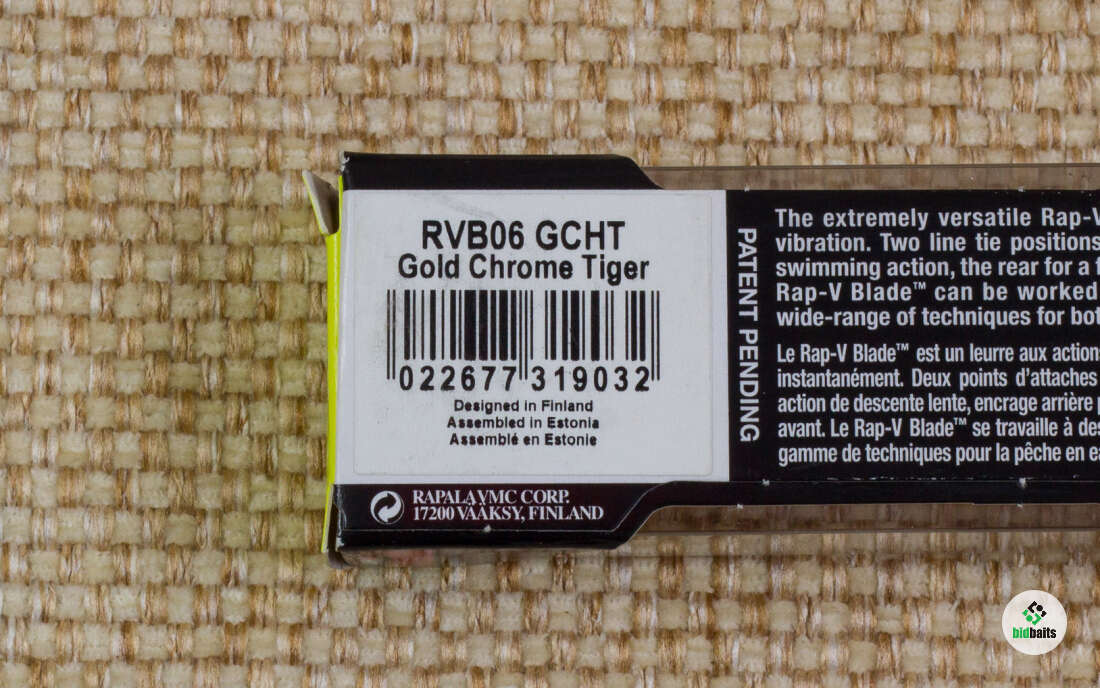 RVB06 GCHT
Gold Chrome Tiger
022677 319032
Designed in Finland
Assembled in Estonia
Assemblé en Estonie
RAPALA VMC CORP.
17200 VÄÄKSY, FINLAND
PATENT PENDING
The extremely versatile Rap-V
vibration. Two line tie positions
swimming action, the rear for a
Rap-V Blade™ can be worked
wide-range of techniques for
Le Rap-V Blade™ est un leurre aux
instantanément. Deux points d'attaches
action de descente lente, encrage arrière
avant. Le Rap-V Blade™ se travaille à
gamme de techniques pour la pêche en
bidbaits